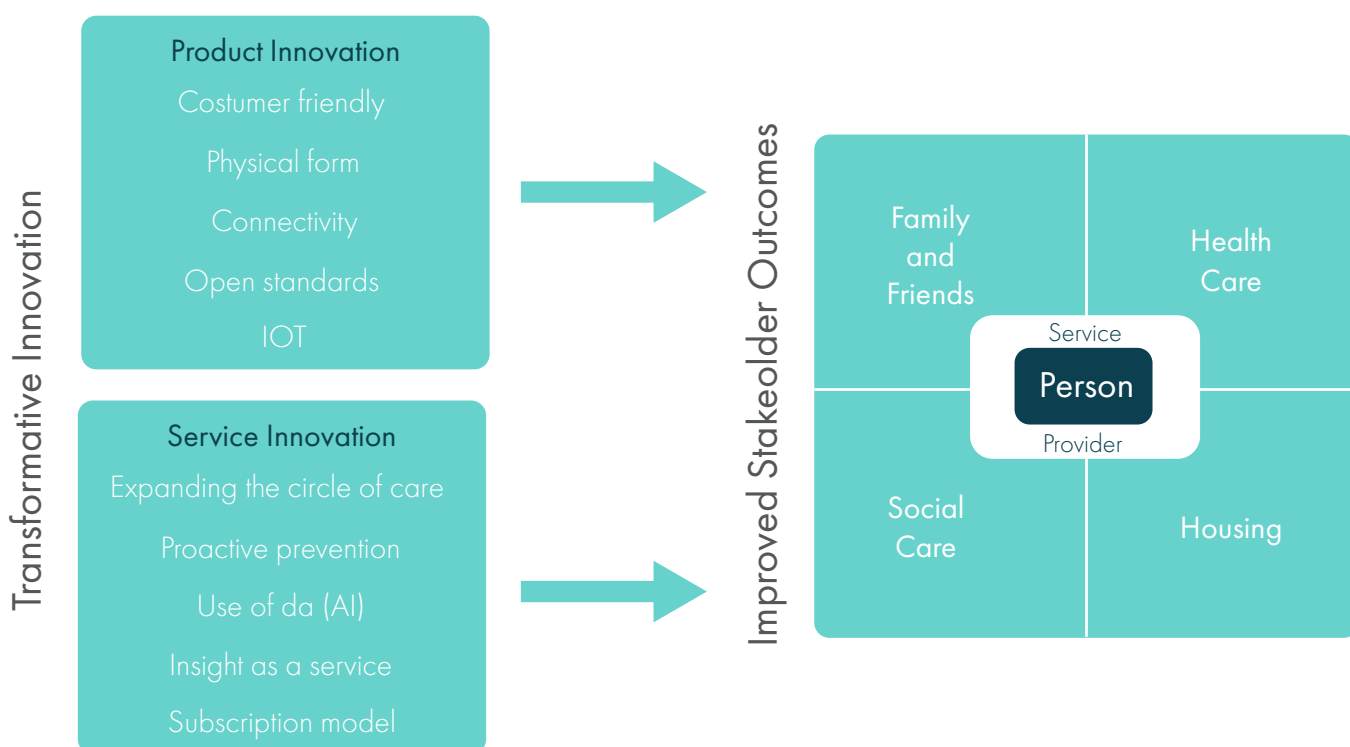 Transformative Innovation
Product Innovation
Costumer friendly
Physical form
Connectivity
Open standards
IOT
Service Innovation
Expanding the circle of care
Proactive prevention
Use of da (AI)
Insight as a service
Subscription model
Improved Stakeolder Outcomes
Family
and
Friends
Health
Care
Service
Person
Provider
Social
Care
Housing